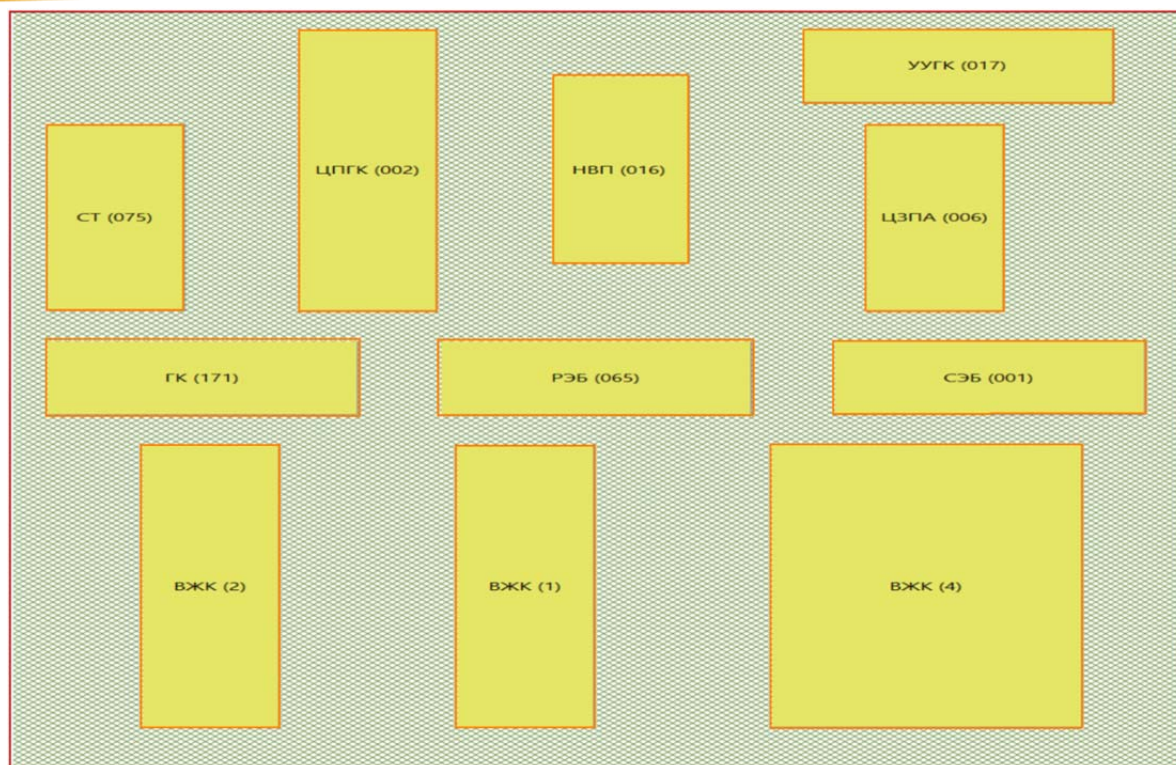 УУГК (017)
ЦПГК (002)
НВП (016)
СТ (075)
ЦЗПА (006)
ГК (171)
РЭБ (065)
СЭБ (001)
ВЖК (2)
ВЖК (1)
ВЖК (4)